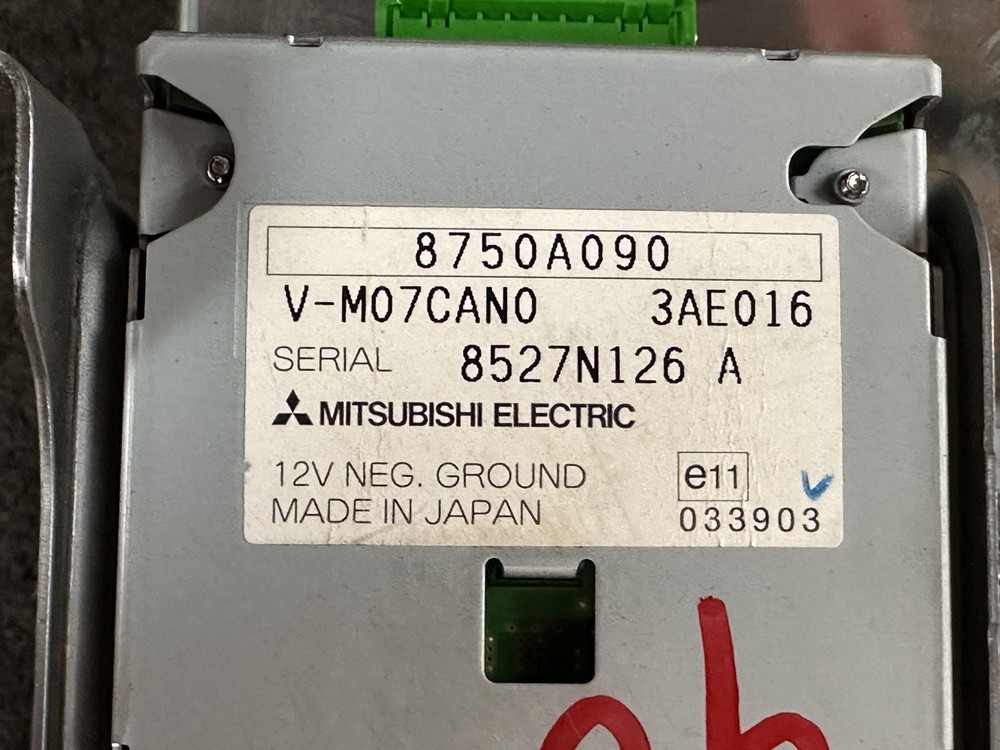 8750A090
V-M07CAN0 3AE016
SERIAL 8527N126 A
MITSUBISHI ELECTRIC
12V NEG. GROUND e11
MADE IN JAPAN 033903